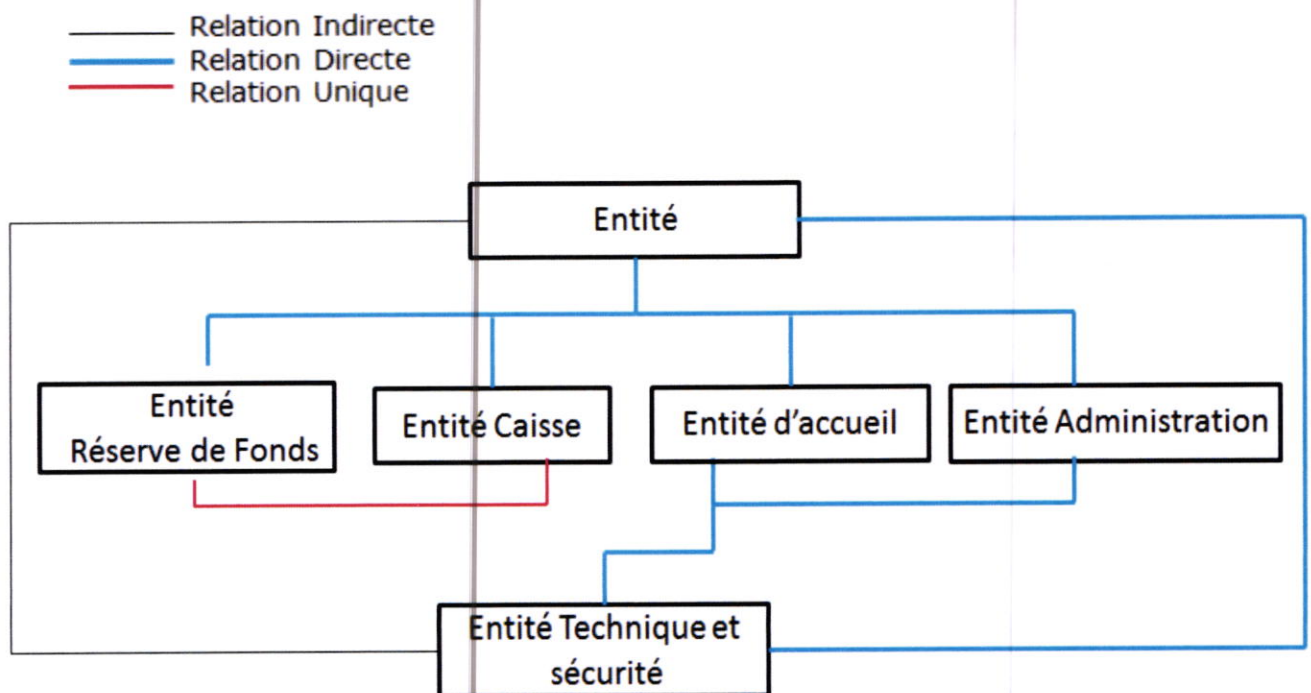 Relation Indirecte
Relation Directe
Relation Unique
Entité
Entité
Réserve de Fonds
Entité Caisse
Entité d'accueil
Entité Administration
Entité Technique et
sécurité